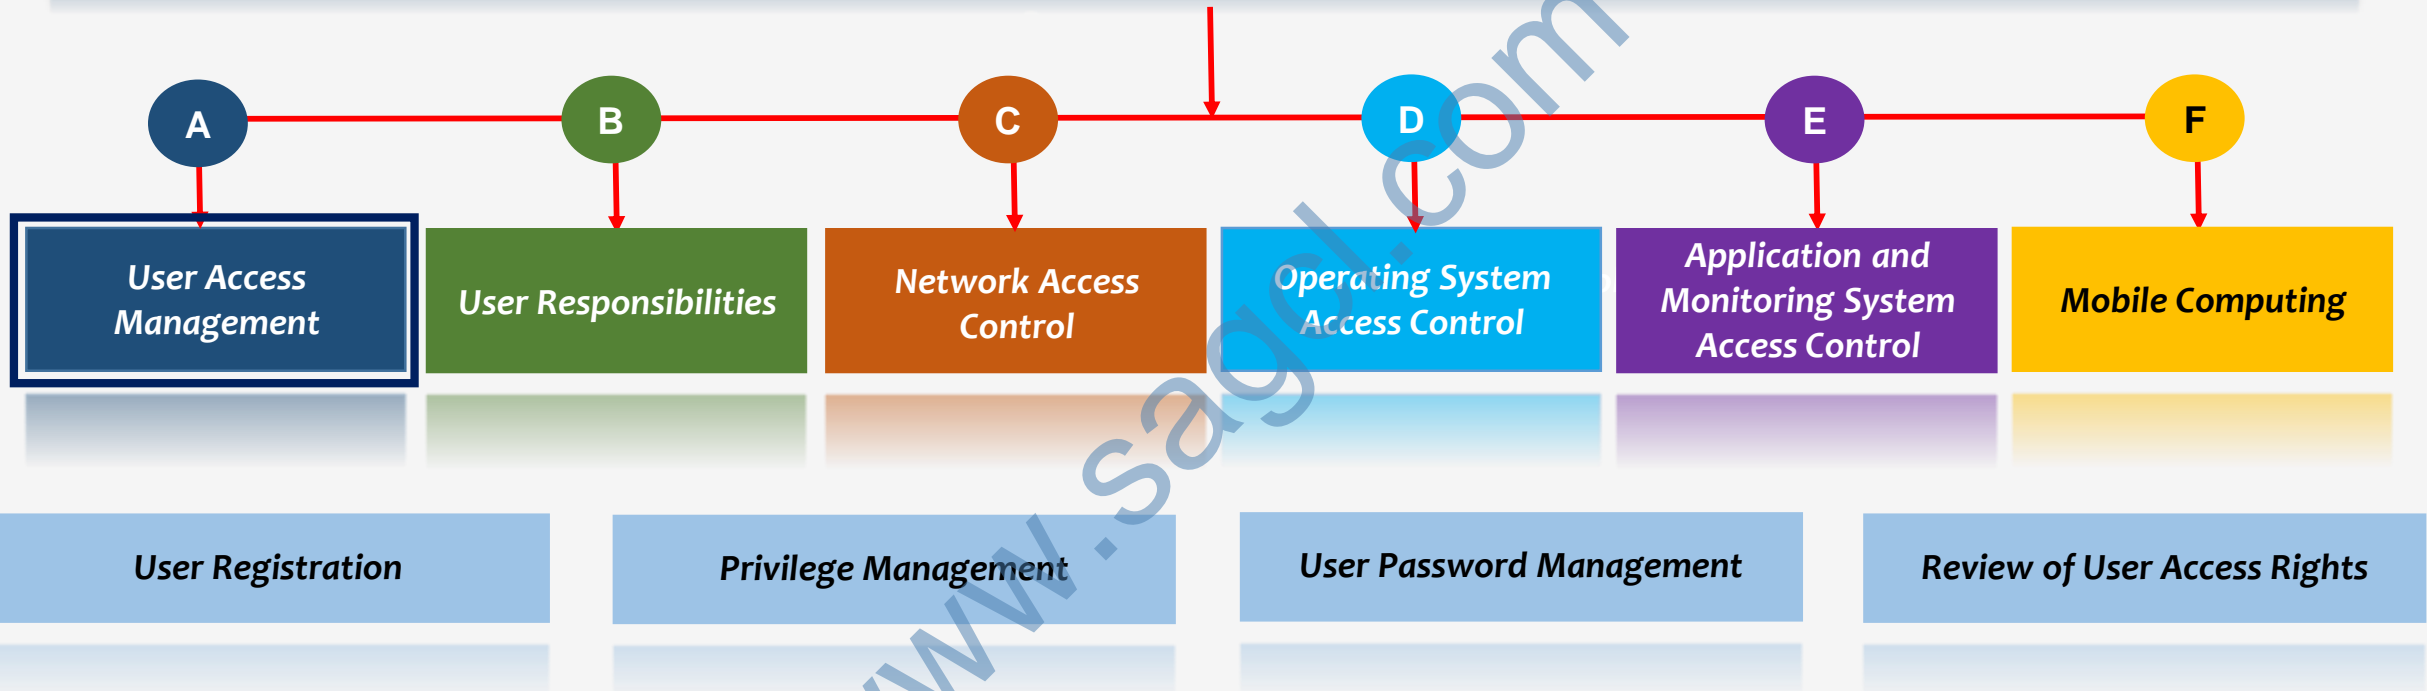 A
B
C
D
E
F
User Access
Management
User Responsibilities
Network Access
Control
Operating System
Access Control
Application and
Monitoring System
Access Control
Mobile Computing
User Registration
Privilege Management
User Password Management
Review of User Access Rights
www.sagcl.com